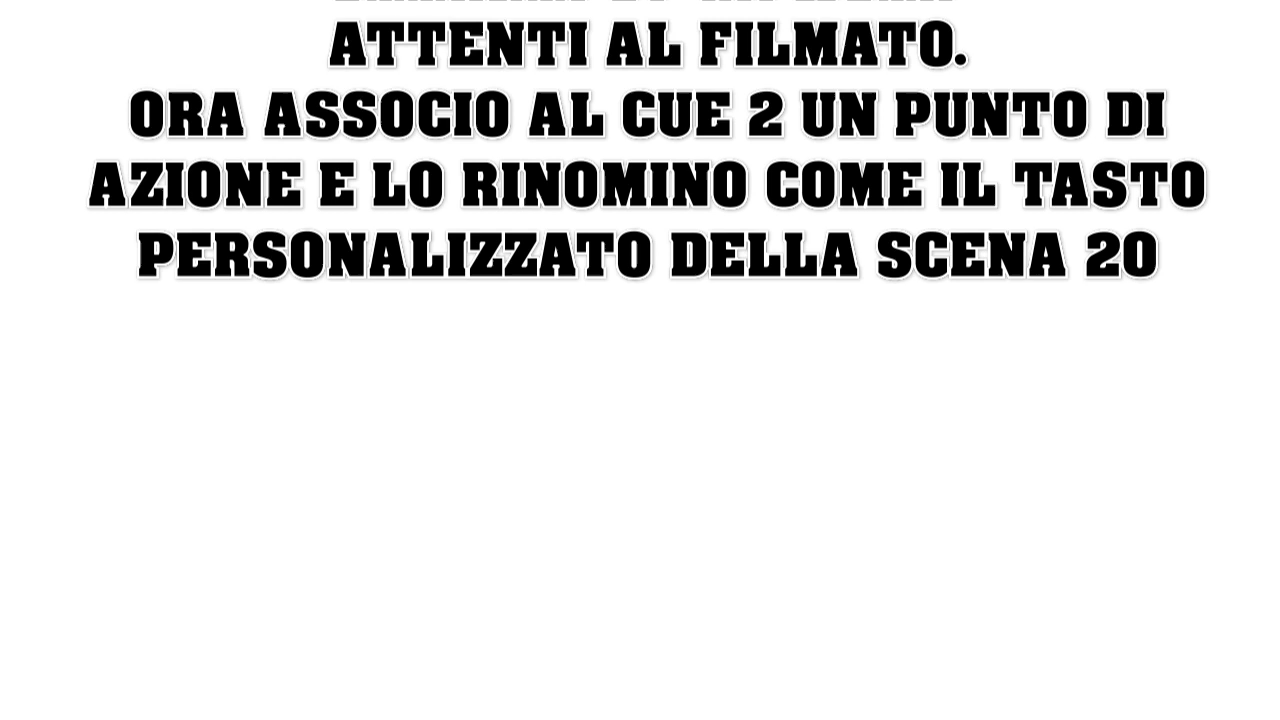 ATTENTI AL FILMATO.
ORA ASSOCIO AL CUE 2 UN PUNTO DI
AZIONE E LO RINOMINO COME IL TASTO
PERSONALIZZATO DELLA SCENA 20